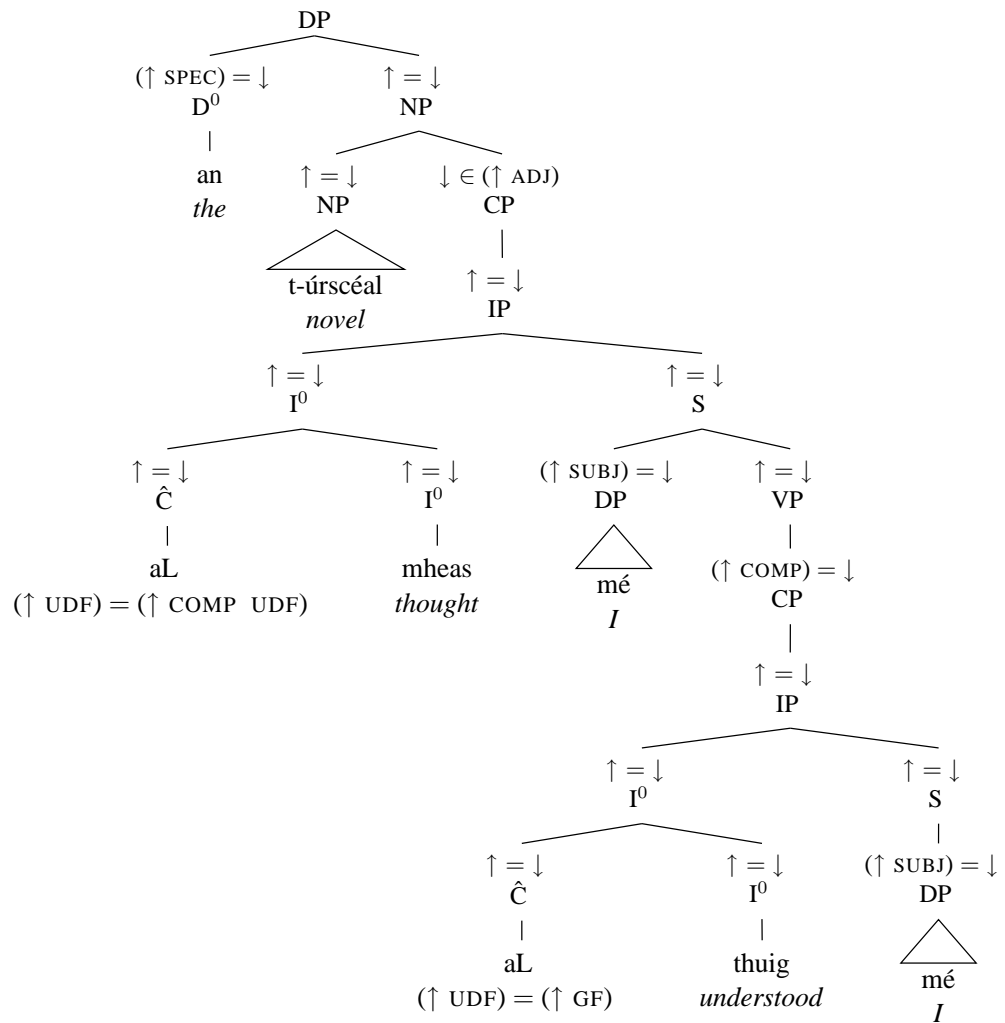 DP
(↑ SPEC) = ↓ ↑ = ↓
D⁰ NP
an ↑ = ↓ ↓ ∈ (↑ ADJ)
the NP CP
t-úrscéal ↑ = ↓
novel IP
↑ = ↓ ↑ = ↓
I⁰ S
↑ = ↓ ↑ = ↓ (↑ SUBJ) = ↓ ↑ = ↓
Ĉ I⁰ DP VP
aL mheas mé (↑ COMP) = ↓
(↑ UDF) = (↑ COMP UDF) thought I CP
↑ = ↓
IP
↑ = ↓ ↑ = ↓
I⁰ S
↑ = ↓ ↑ = ↓ (↑ SUBJ) = ↓
Ĉ I⁰ DP
aL thuig mé
(↑ UDF) = (↑ GF) understood I